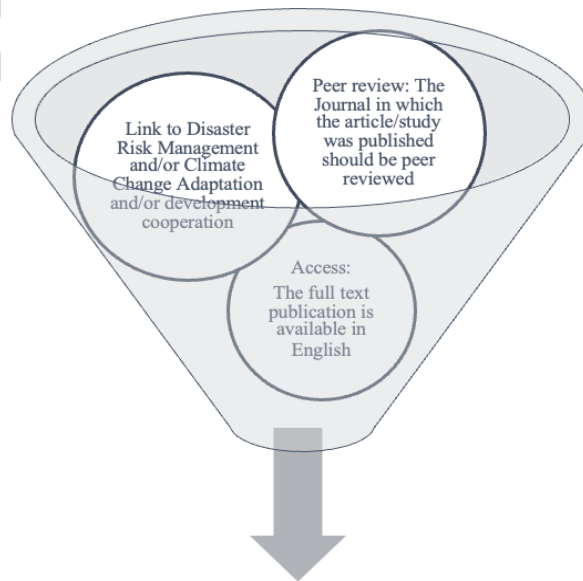 Peer review: The
Journal in which
the article/study
was published
should be peer
reviewed
Link to Disaster
Risk Management
and/or Climate
Change Adaptation
and/or development
cooperation
Access:
The full text
publication is
available in
English